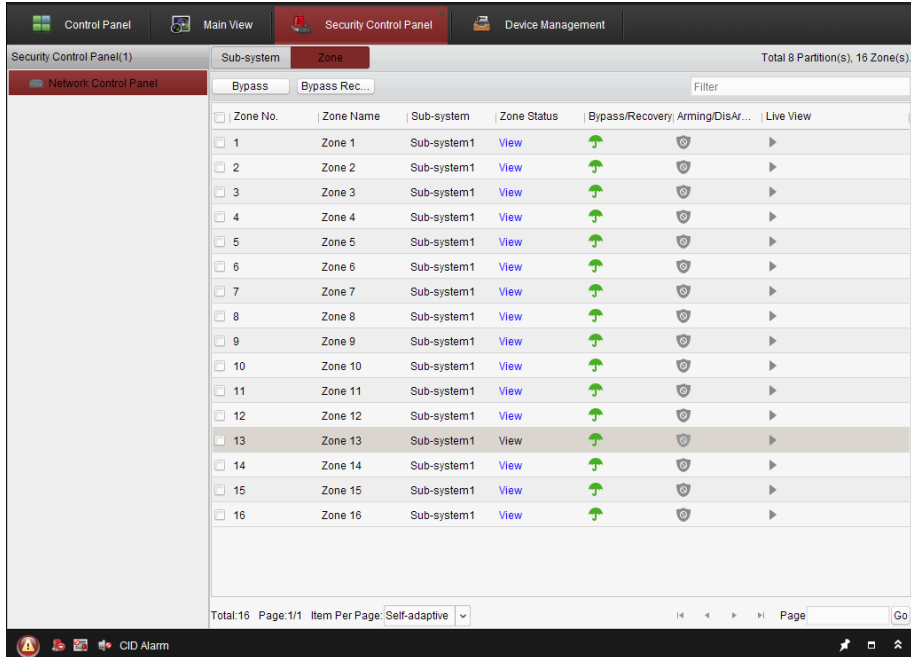 Control Panel Main View Security Control Panel Device Management
Security Control Panel(1) Sub-system Zone Total 8 Partition(s), 16 Zone(s).
Network Control Panel
Bypass Bypass Rec... Filter
Zone No. Zone Name Sub-system Zone Status Bypass/Recovery Arming/DisAr... Live View
1 Zone 1 Sub-system1 View
2 Zone 2 Sub-system1 View
3 Zone 3 Sub-system1 View
4 Zone 4 Sub-system1 View
5 Zone 5 Sub-system1 View
6 Zone 6 Sub-system1 View
7 Zone 7 Sub-system1 View
8 Zone 8 Sub-system1 View
9 Zone 9 Sub-system1 View
10 Zone 10 Sub-system1 View
11 Zone 11 Sub-system1 View
12 Zone 12 Sub-system1 View
13 Zone 13 Sub-system1 View
14 Zone 14 Sub-system1 View
15 Zone 15 Sub-system1 View
16 Zone 16 Sub-system1 View
Total:16 Page:1/1 Item Per Page: Self-adaptive Page Go
CID Alarm